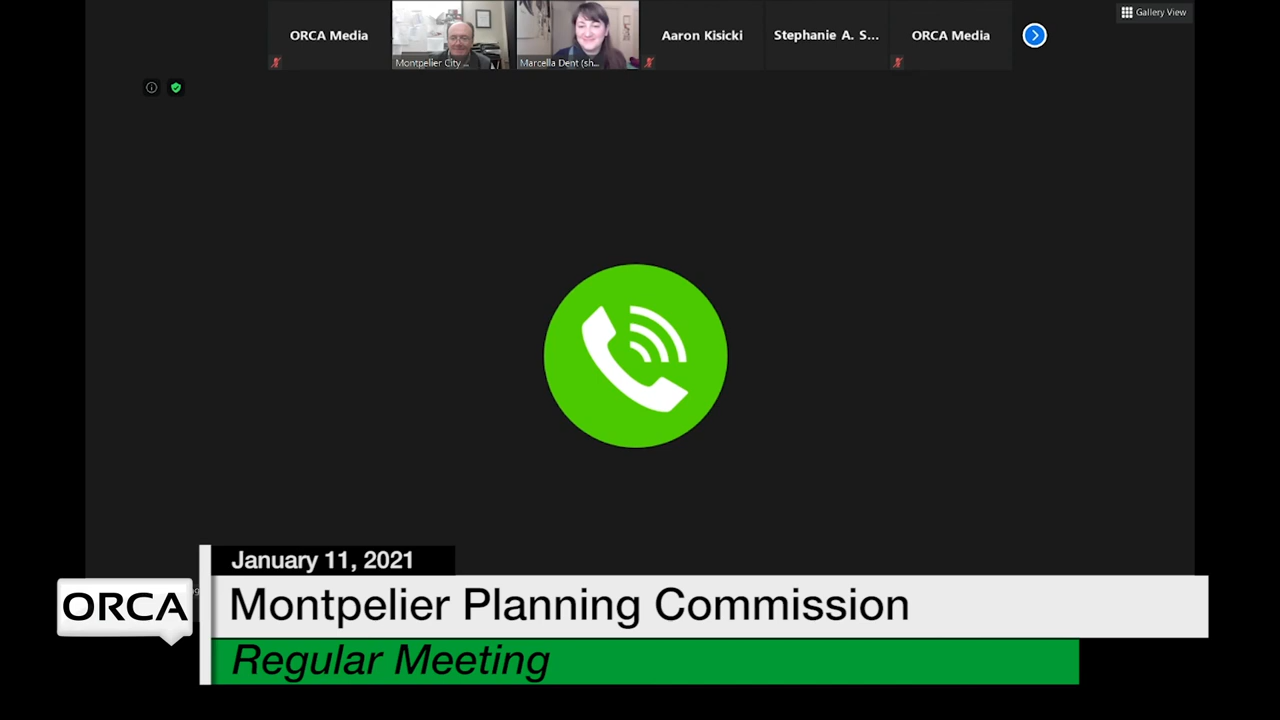 Gallery View
ORCA Media
Montpelier City ...
Marcella Dent (sh...
Aaron Kisicki
Stephanie A. S...
ORCA Media
January 11, 2021
ORCA
Montpelier Planning Commission
Regular Meeting